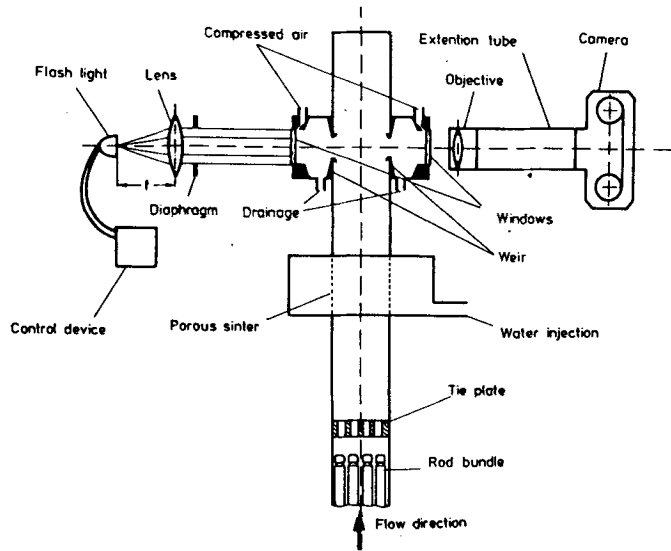 Compressed air
Extention tube
Camera
Flash light
Lens
Objective
f
Diaphragm
Drainage
Windows
Weir
Control device
Porous sinter
Water injection
Tie plate
Rod bundle
Flow direction